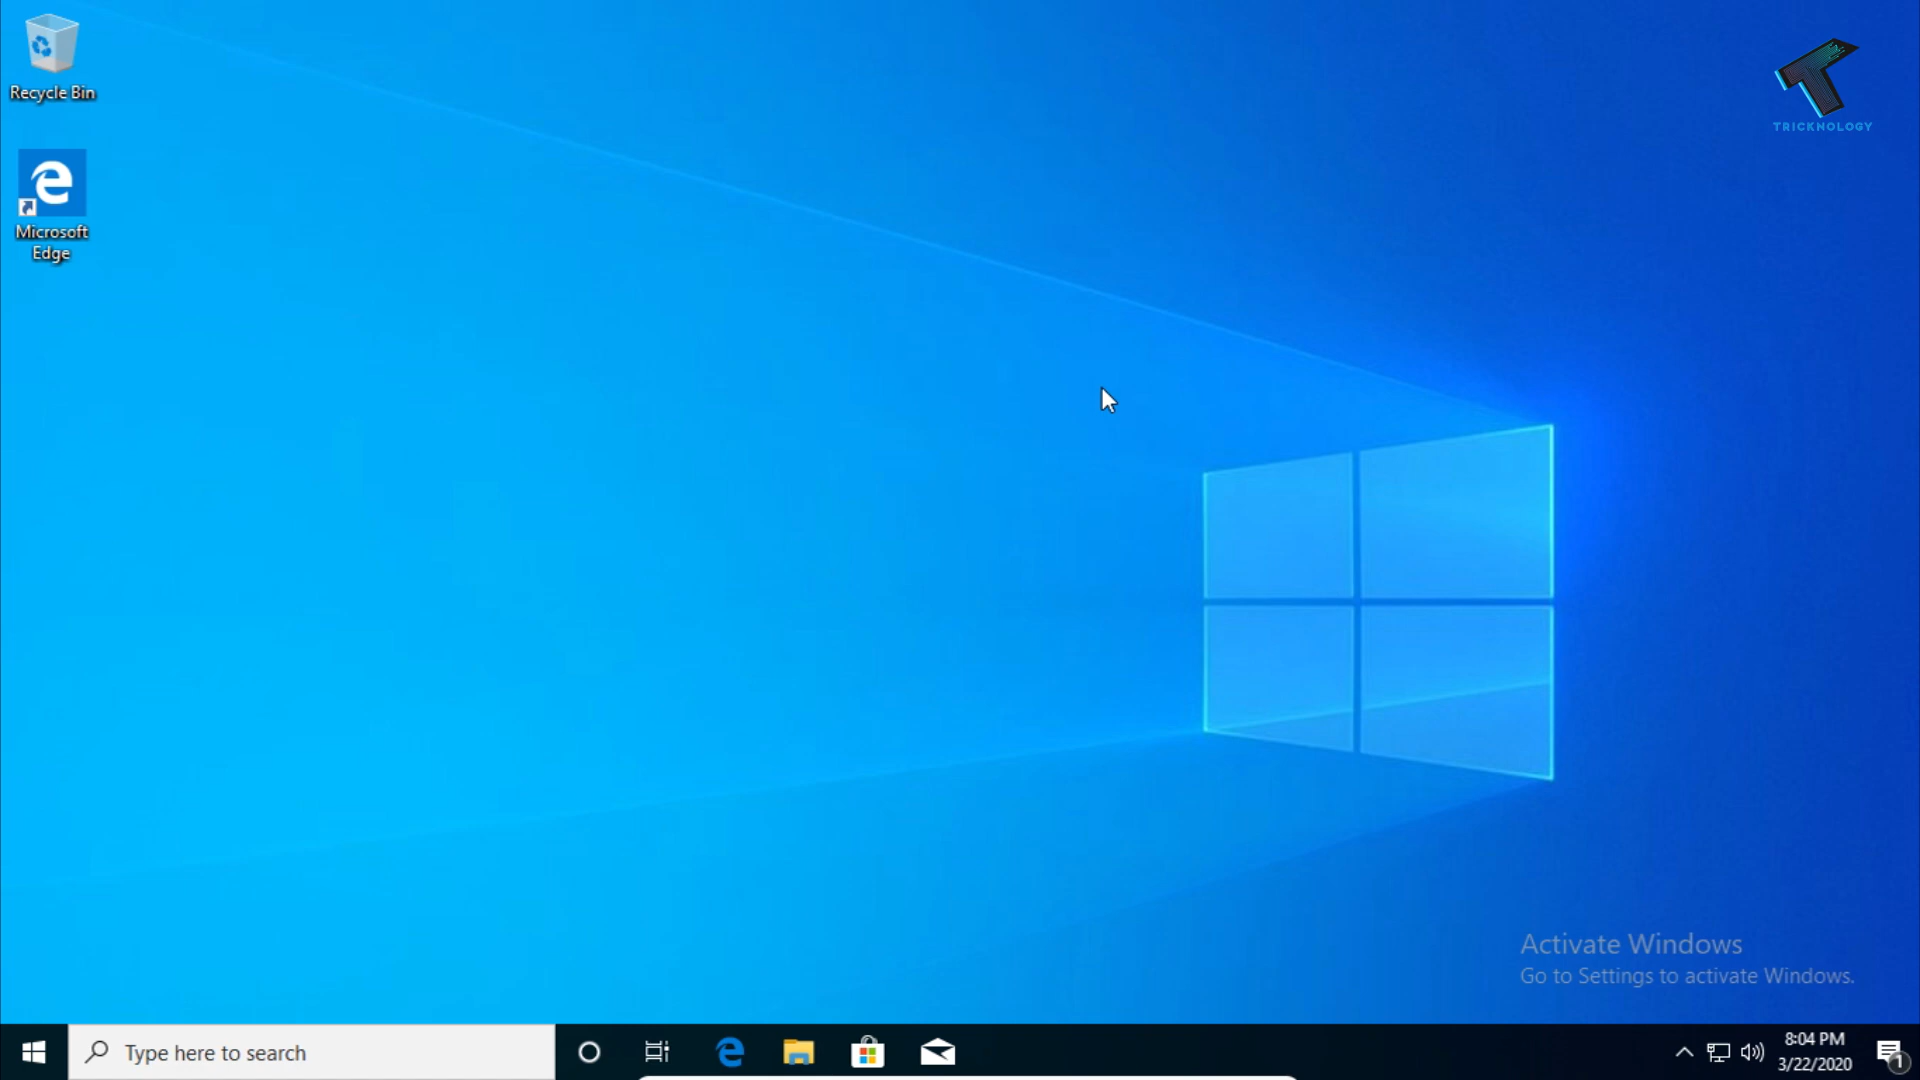 Recycle Bin
Microsoft
Edge
TRICKNOLOGY
Activate Windows
Go to Settings to activate Windows.
Type here to search
8:04 PM
3/22/2020
1